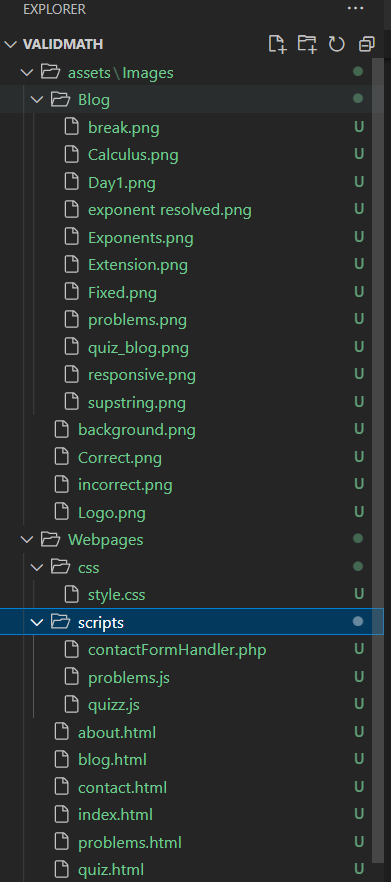 EXPLORER ...
VALIDMATH
assets\Images
Blog
break.png U
Calculus.png U
Day1.png U
exponent resolved.png U
Exponents.png U
Extension.png U
Fixed.png U
problems.png U
quiz_blog.png U
responsive.png U
supstring.png U
background.png U
Correct.png U
incorrect.png U
Logo.png U
Webpages
css
style.css U
scripts
contactFormHandler.php U
problems.js U
quizz.js U
about.html U
blog.html U
contact.html U
index.html U
problems.html U
quiz.html U